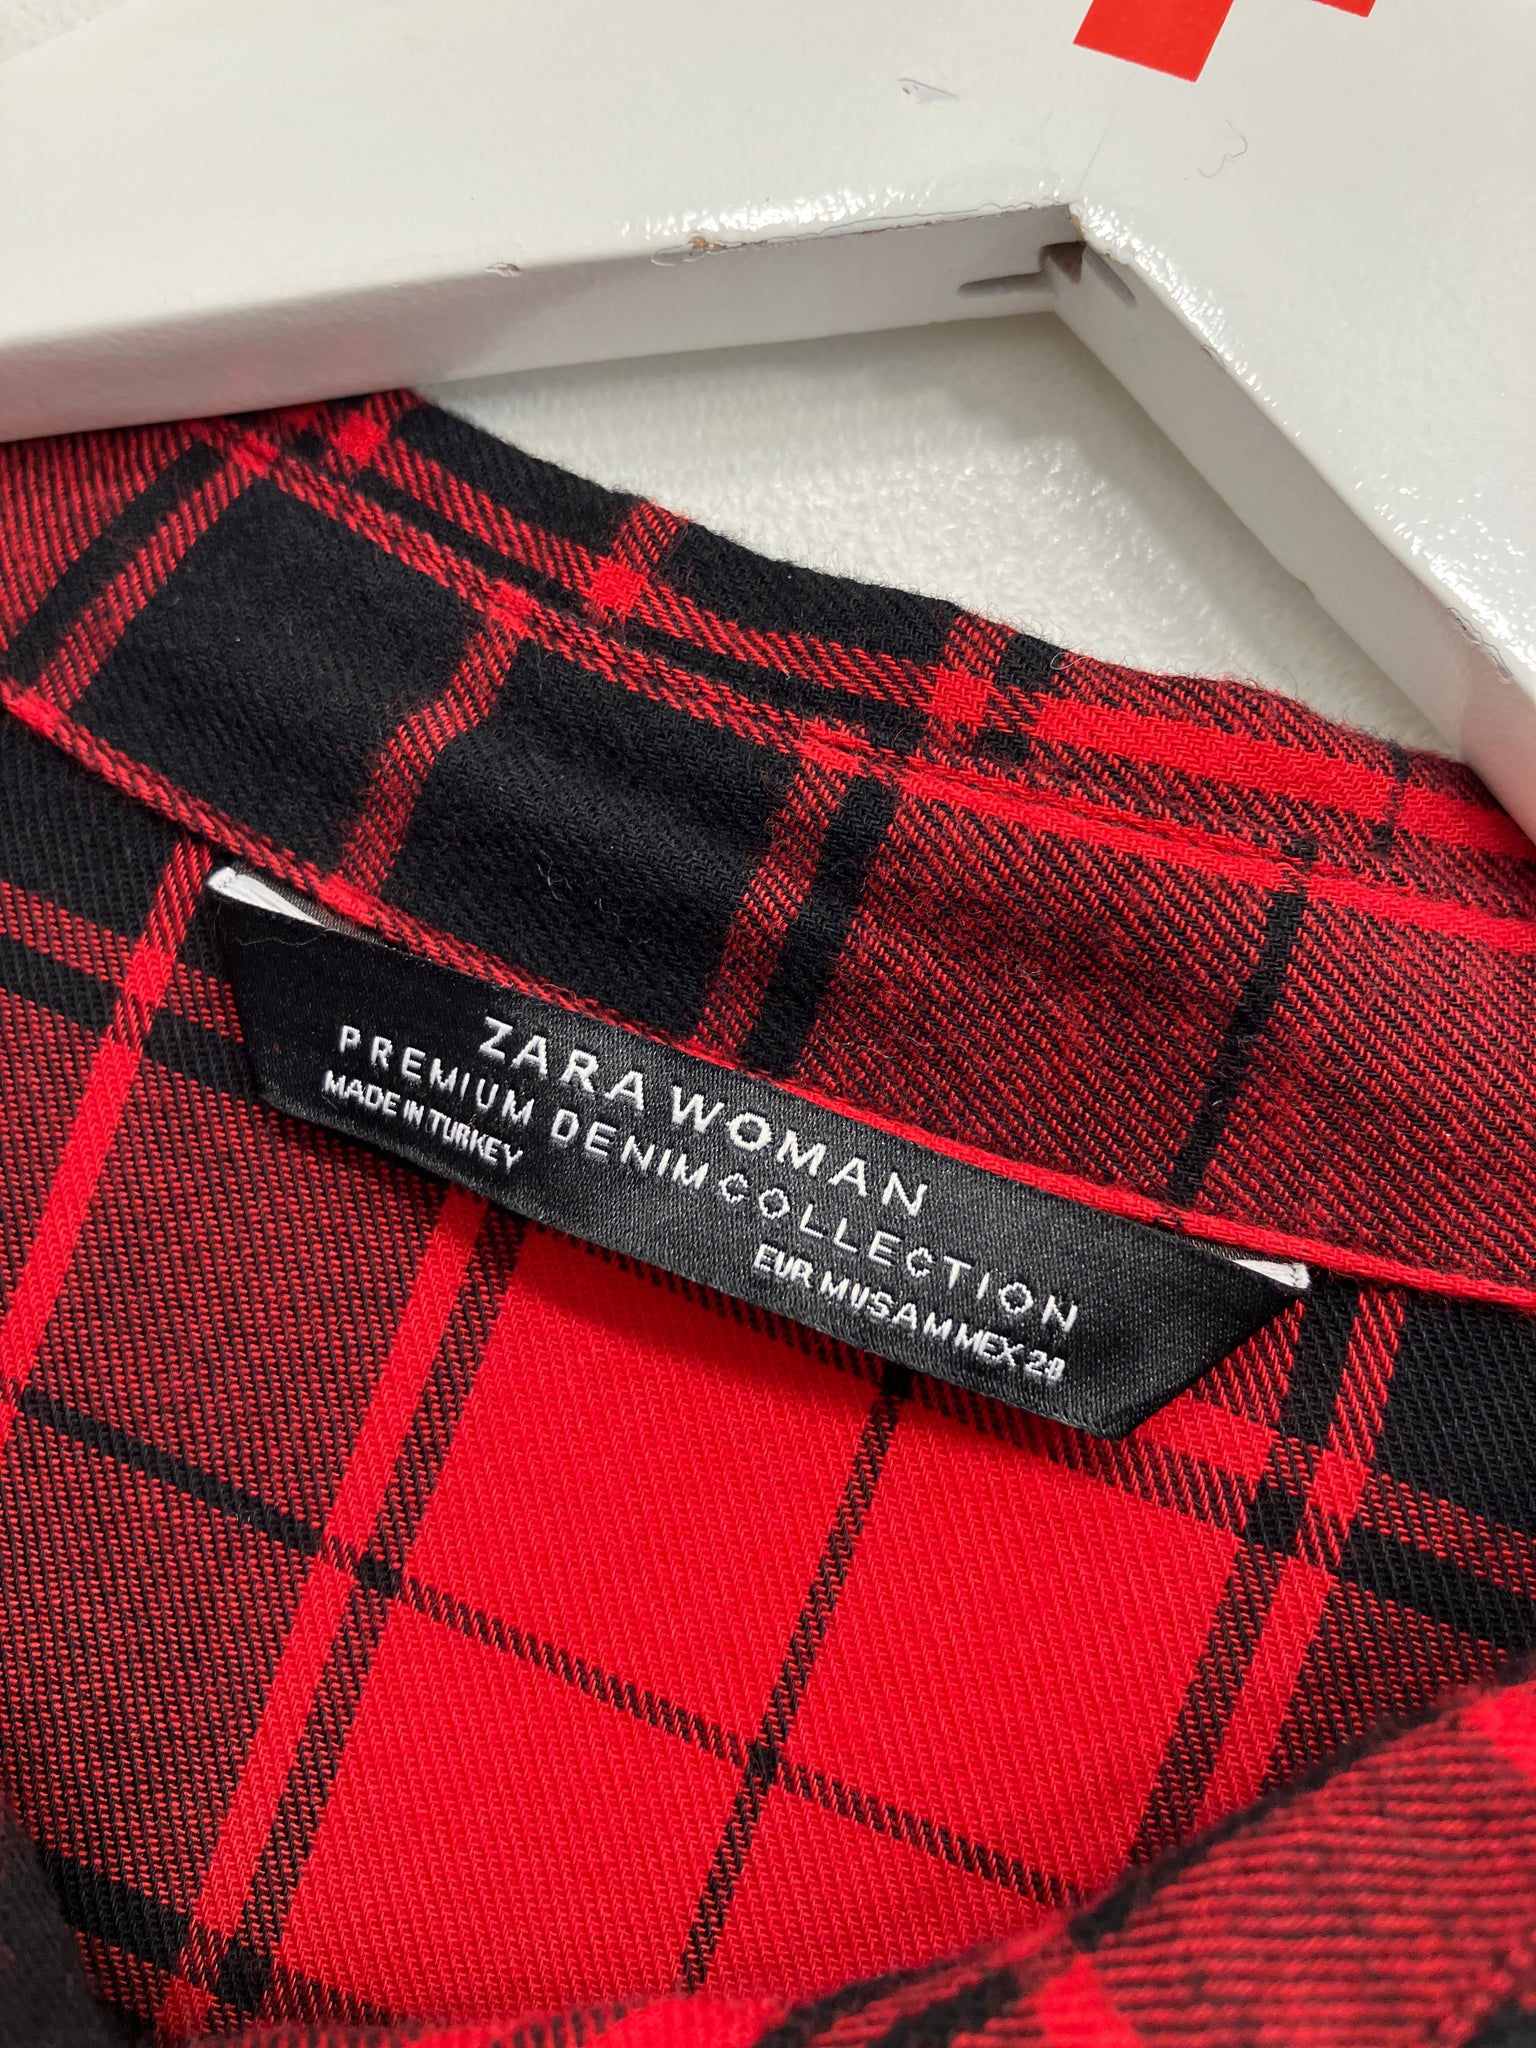 ZARA WOMAN
PREMIUM DENIM COLLECTION
MADE IN TURKEY
EUR M USA M MEX 28